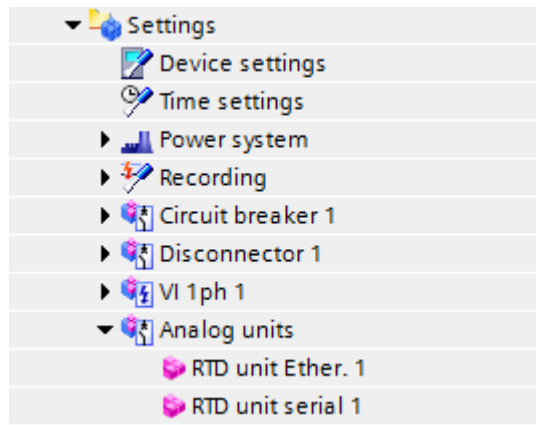 Settings
Device settings
Time settings
Power system
Recording
Circuit breaker 1
Disconnector 1
VI 1ph 1
Analog units
RTD unit Ether. 1
RTD unit serial 1